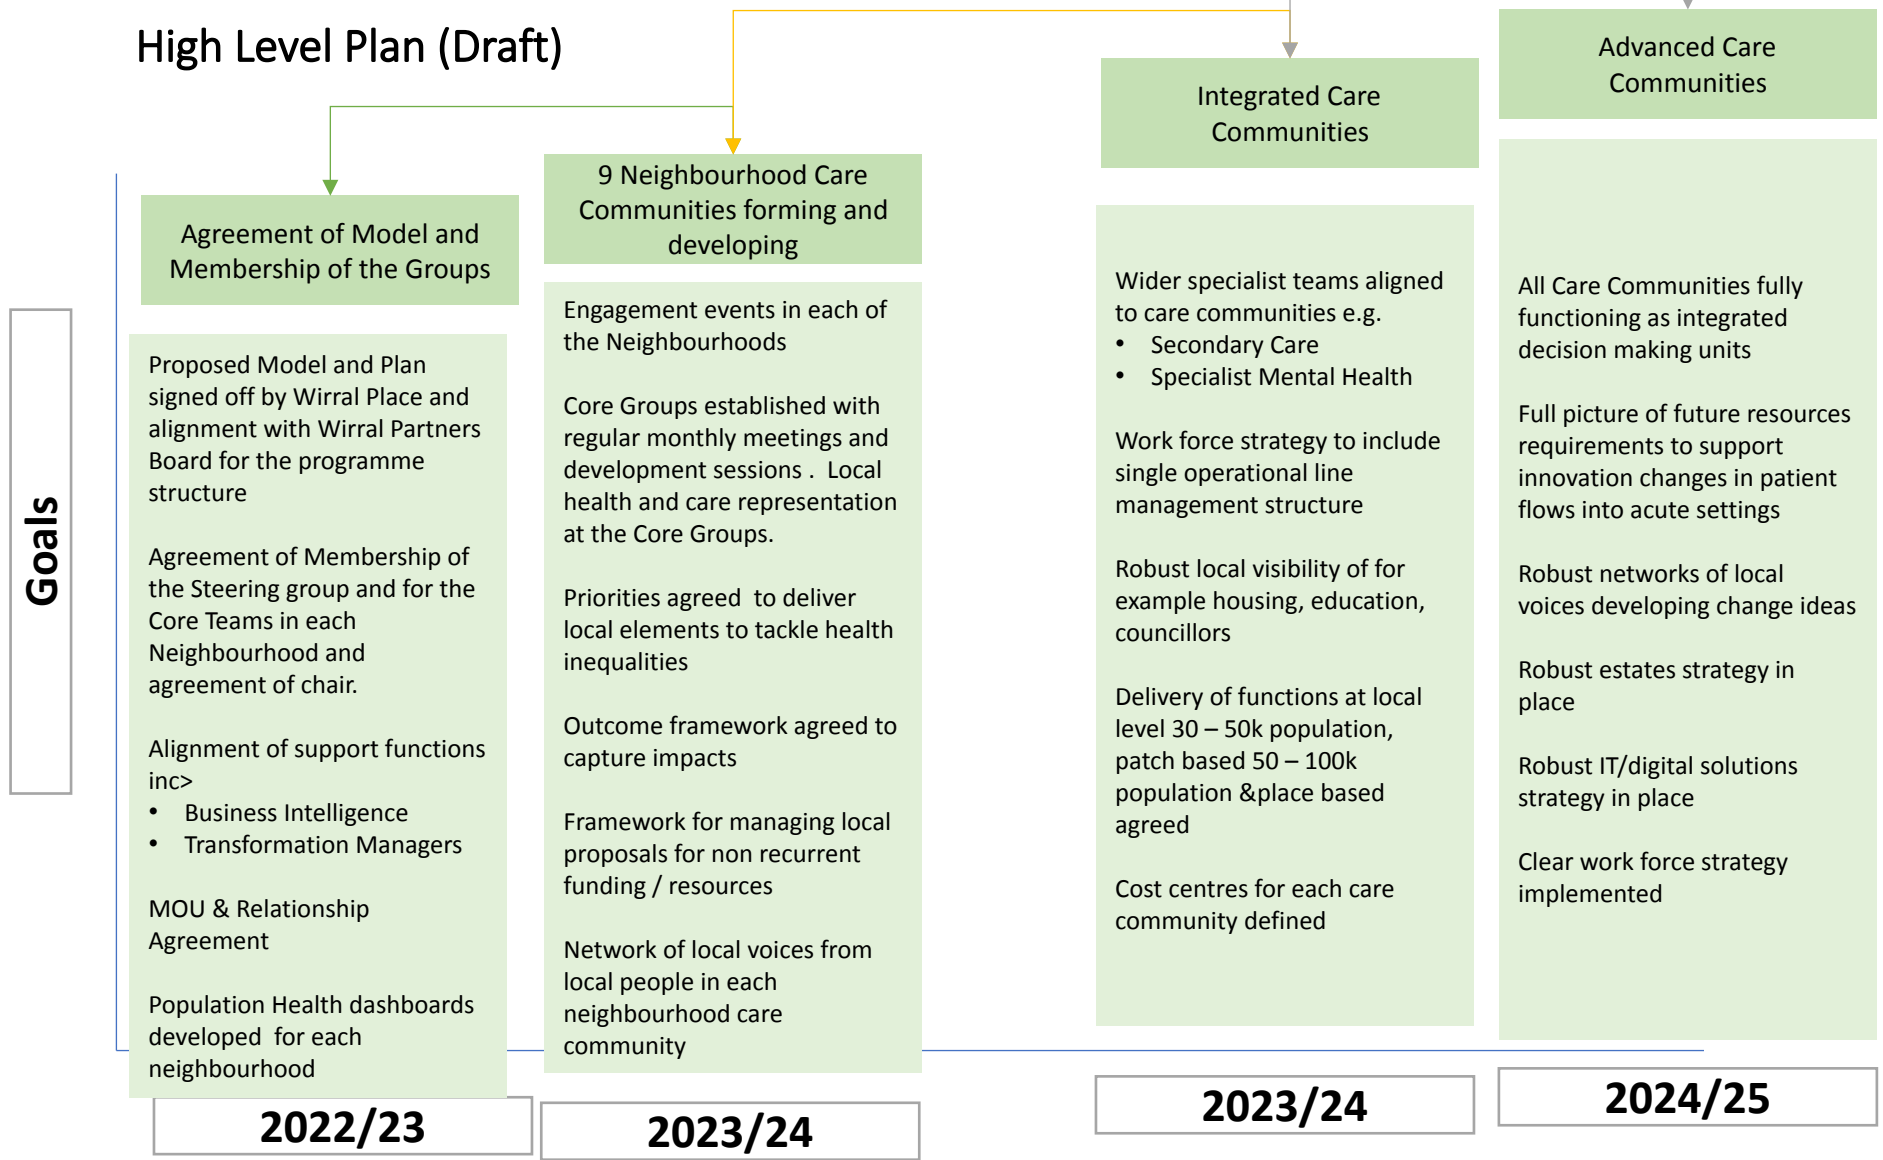 High Level Plan (Draft)
Goals
Agreement of Model and
Membership of the Groups
Proposed Model and Plan
signed off by Wirral Place and
alignment with Wirral Partners
Board for the programme
structure
Agreement of Membership of
the Steering group and for the
Core Teams in each
Neighbourhood and
agreement of chair.
Alignment of support functions
inc>
• Business Intelligence
• Transformation Managers
MOU & Relationship
Agreement
Population Health dashboards
developed  for each
neighbourhood
2022/23
9 Neighbourhood Care
Communities forming and
developing
Engagement events in each of
the Neighbourhoods
Core Groups established with
regular monthly meetings and
development sessions .  Local
health and care representation
at the Core Groups.
Priorities agreed  to deliver
local elements to tackle health
inequalities
Outcome framework agreed to
capture impacts
Framework for managing local
proposals for non recurrent
funding / resources
Network of local voices from
local people in each
neighbourhood care
community
2023/24
Integrated Care
Communities
Wider specialist teams aligned
to care communities e.g.
• Secondary Care
• Specialist Mental Health
Work force strategy to include
single operational line
management structure
Robust local visibility of for
example housing, education,
councillors
Delivery of functions at local
level 30 – 50k population,
patch based 50 – 100k
population &place based
agreed
Cost centres for each care
community defined
2023/24
Advanced Care
Communities
All Care Communities fully
functioning as integrated
decision making units
Full picture of future resources
requirements to support
innovation changes in patient
flows into acute settings
Robust networks of local
voices developing change ideas
Robust estates strategy in
place
Robust IT/digital solutions
strategy in place
Clear work force strategy
implemented
2024/25